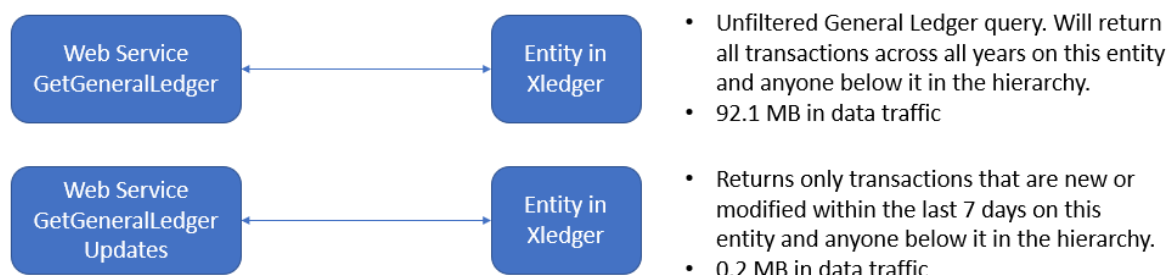 Web Service
GetGeneralLedger
Entity in
Xledger
• Unfiltered General Ledger query. Will return
all transactions across all years on this entity
and anyone below it in the hierarchy.
• 92.1 MB in data traffic
Web Service
GetGeneralLedger
Updates
Entity in
Xledger
• Returns only transactions that are new or
modified within the last 7 days on this
entity and anyone below it in the hierarchy.
• 0.2 MB in data traffic